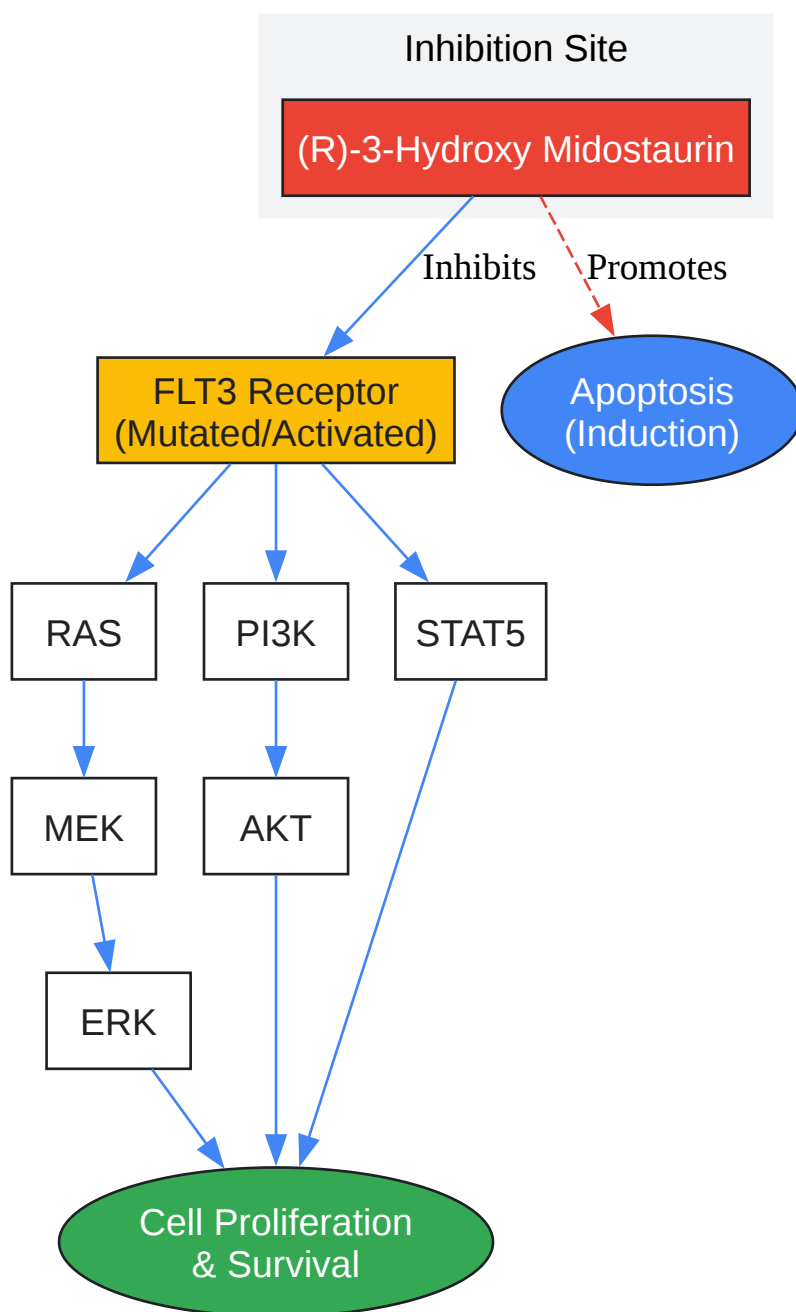 Inhibition Site
(R)-3-Hydroxy Midostaurin
Inhibits
Promotes
FLT3 Receptor
(Mutated/Activated)
Apoptosis
(Induction)
RAS
PI3K
STAT5
MEK
AKT
ERK
Cell Proliferation
& Survival